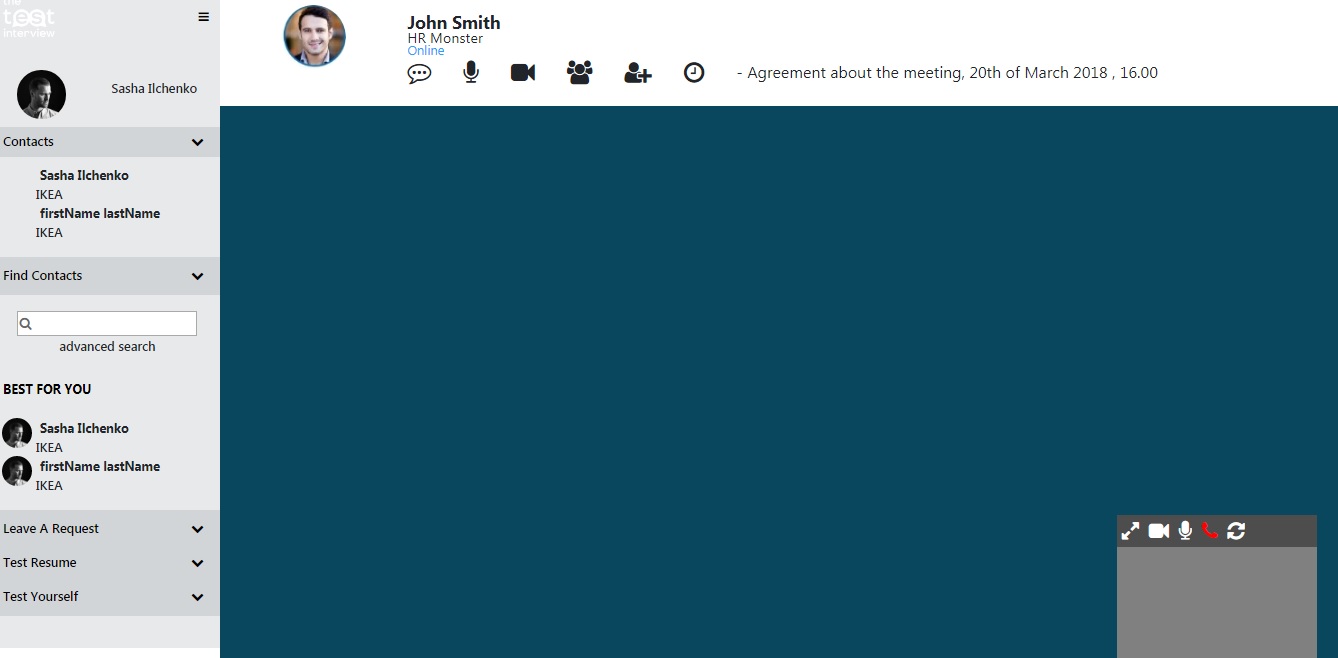 the
test
interview
Sasha Ilchenko
Contacts
Sasha Ilchenko
IKEA
firstName lastName
IKEA
Find Contacts
advanced search
BEST FOR YOU
Sasha Ilchenko
IKEA
firstName lastName
IKEA
Leave A Request
Test Resume
Test Yourself
John Smith
HR Monster
Online
- Agreement about the meeting, 20th of March 2018 , 16.00